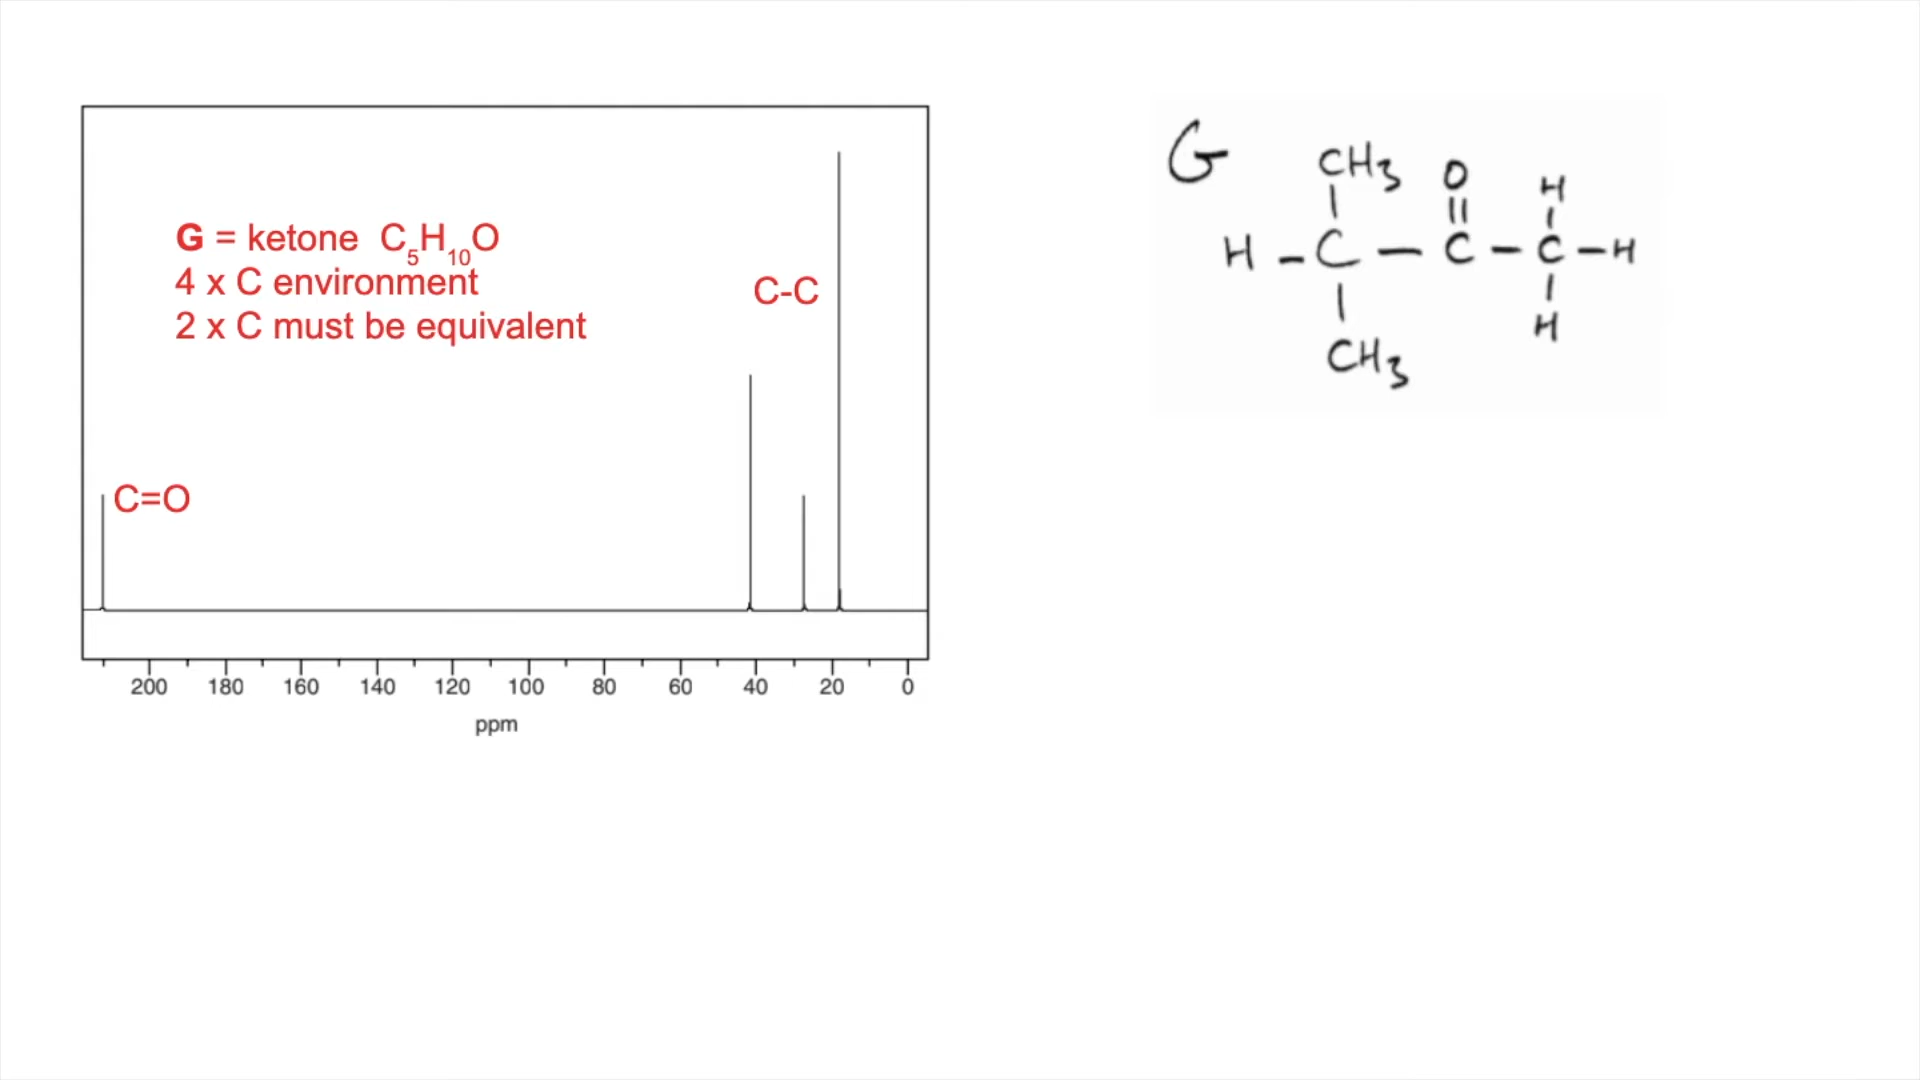 G = ketone C5H10O
4 x C environment
2 x C must be equivalent
C-C
C=O
200 180 160 140 120 100 80 60 40 20 0
ppm
G
CH3 O H
H - C - C - C - H
CH3 H